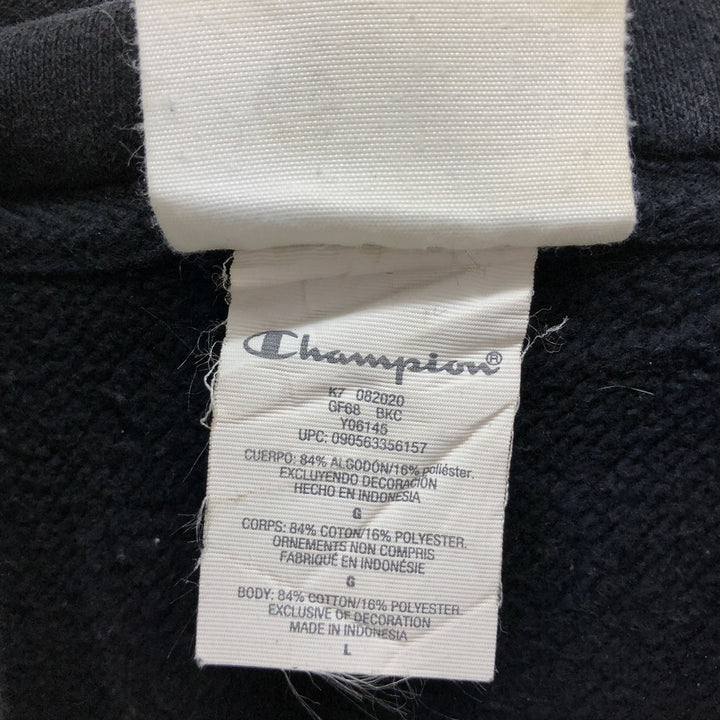 Champion®
K7 082020
GF68 BKC
Y06145
UPC: 090563356157
CUERPO: 84% ALGODÓN/16% poliéster.
EXCLUYENDO DECORACIÓN
HECHO EN INDONESIA
G
CORPS: 84% COTON/16% POLYESTER.
ORNEMENTS NON COMPRIS
FABRIQUÉ EN INDONÉSIE
G
BODY: 84% COTTON/16% POLYESTER
EXCLUSIVE OF DECORATION
MADE IN INDONESIA
L